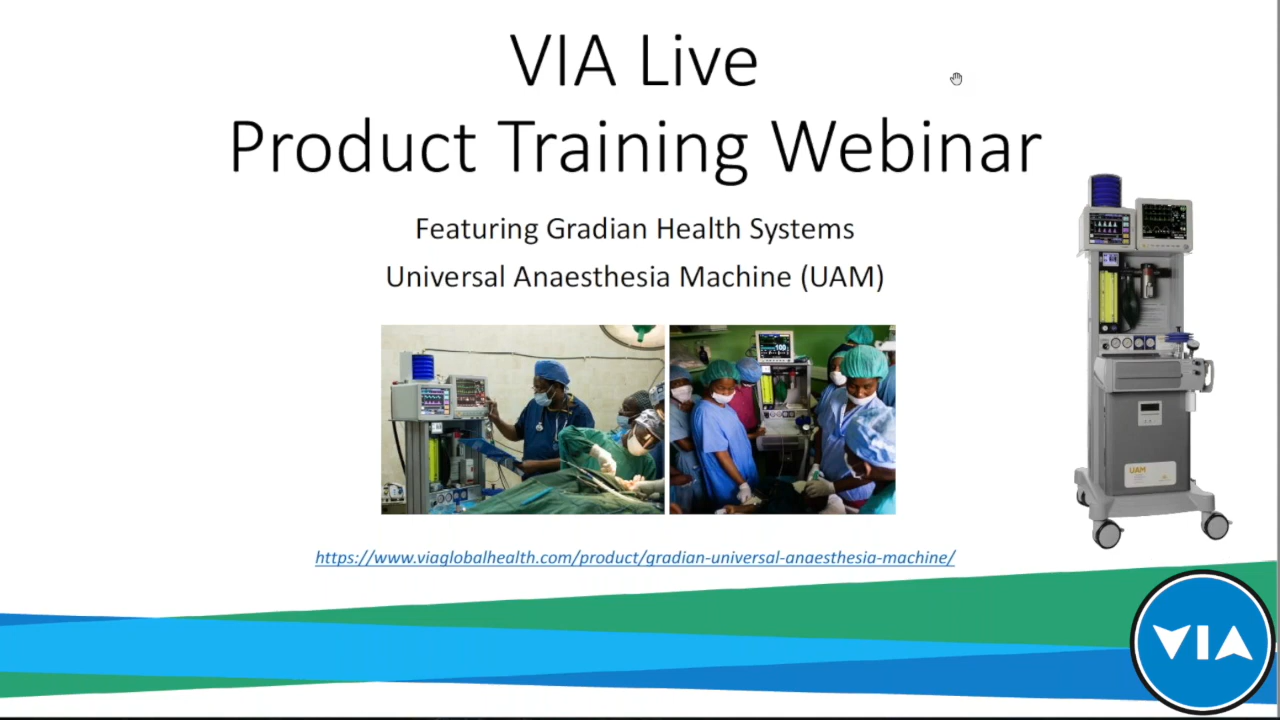 VIA Live
Product Training Webinar
Featuring Gradian Health Systems
Universal Anaesthesia Machine (UAM)
https://www.viaglobalhealth.com/product/gradian-universal-anaesthesia-machine/
UAM
VIA